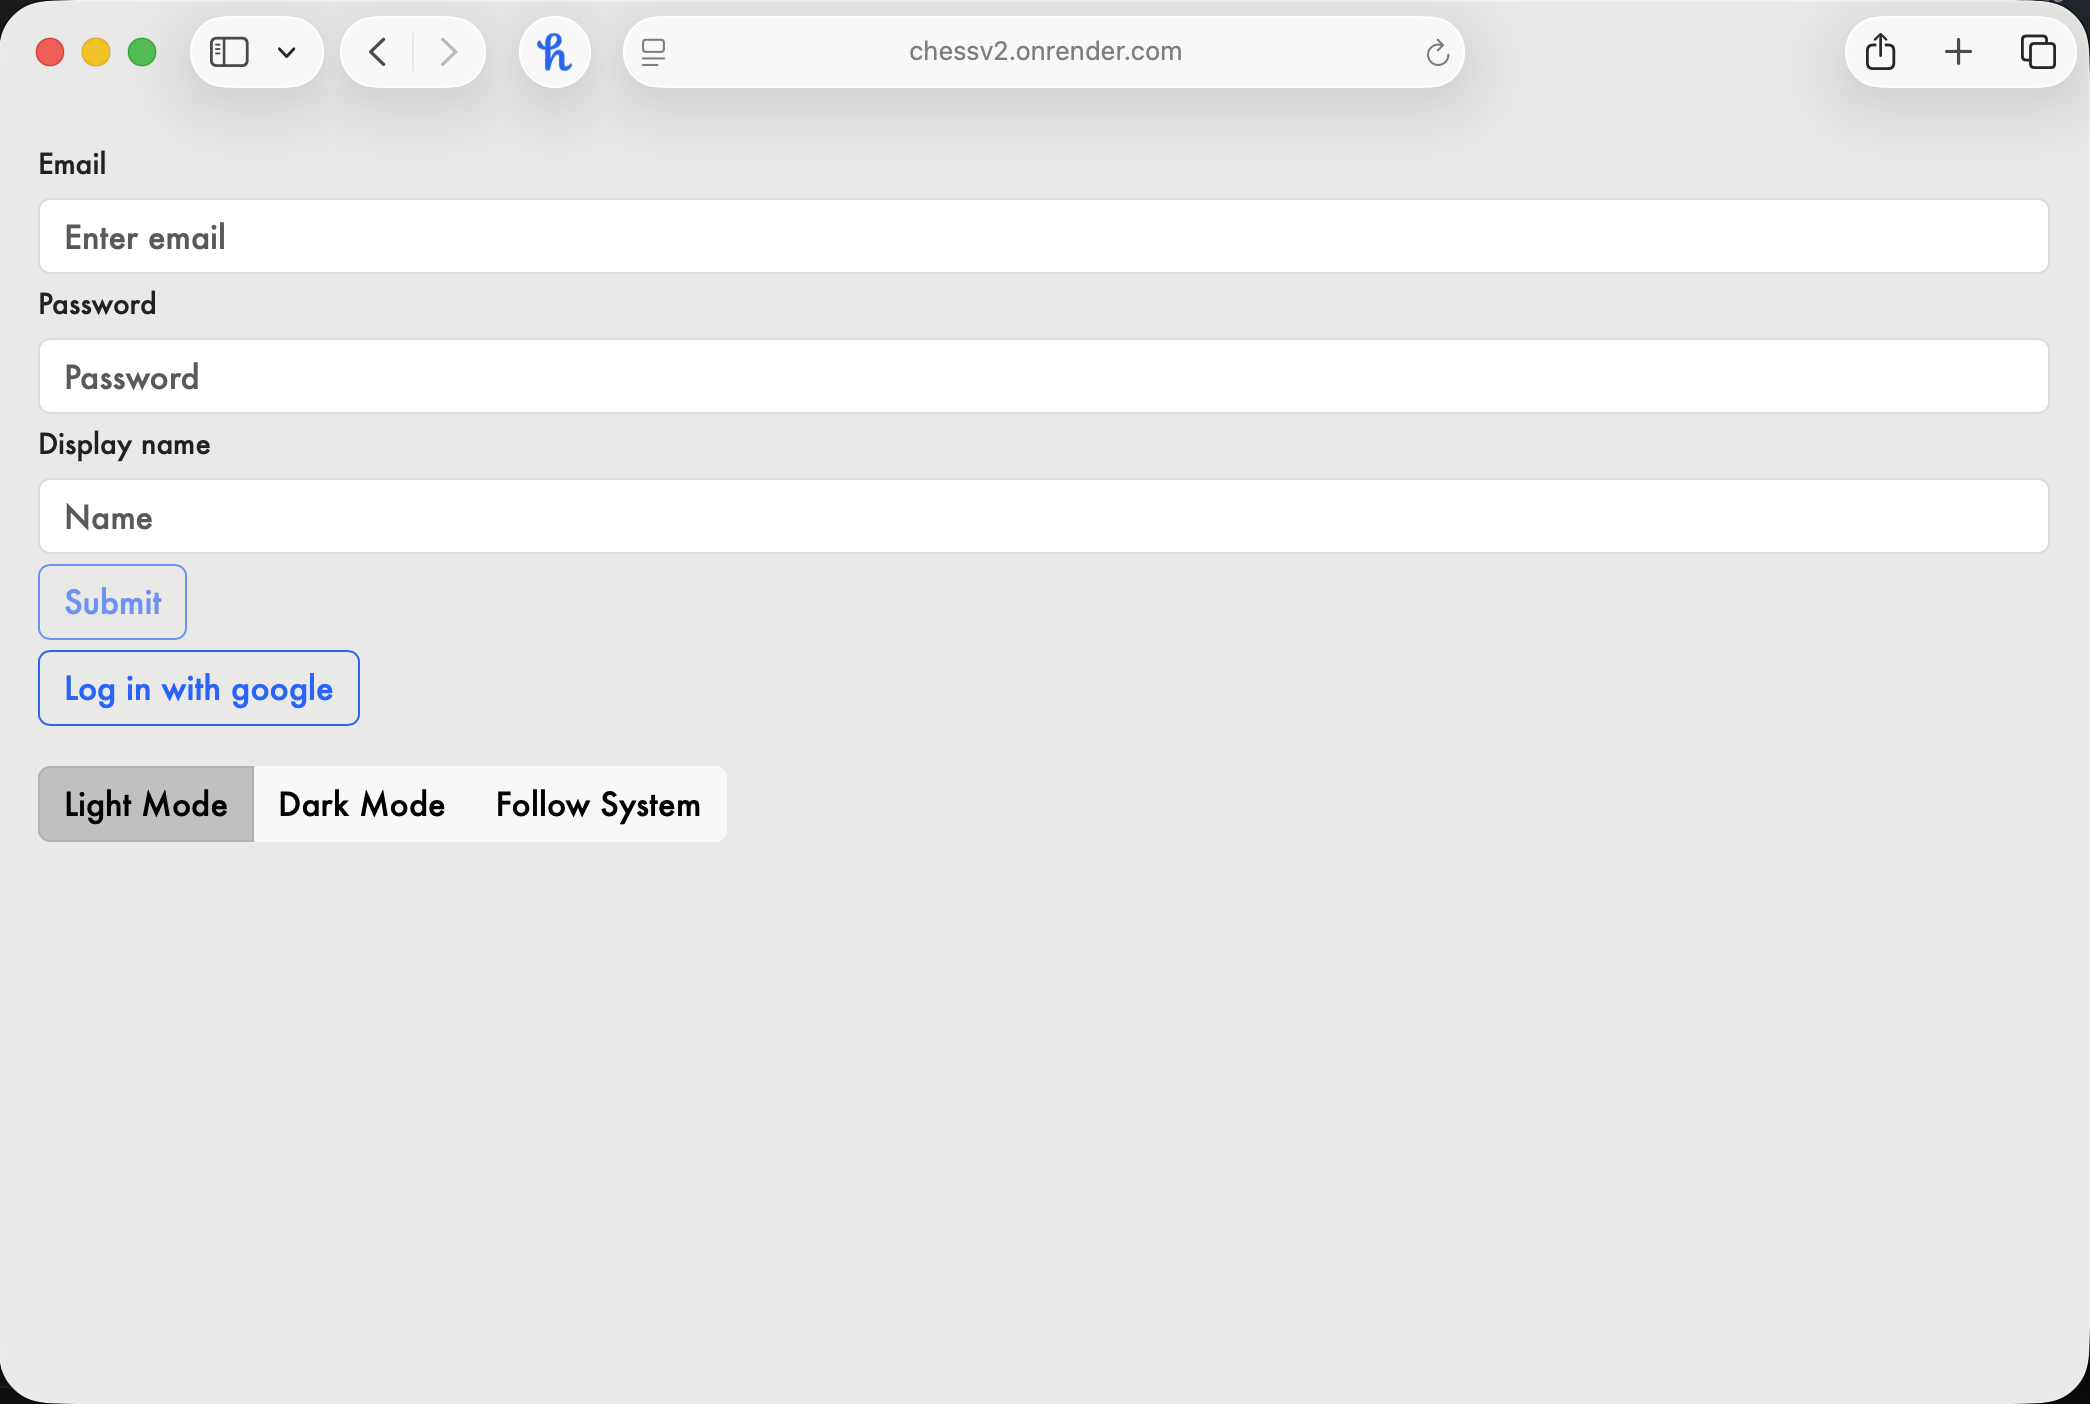 chessv2.onrender.com
Email
Enter email
Password
Password
Display name
Name
Submit
Log in with google
Light Mode Dark Mode Follow System